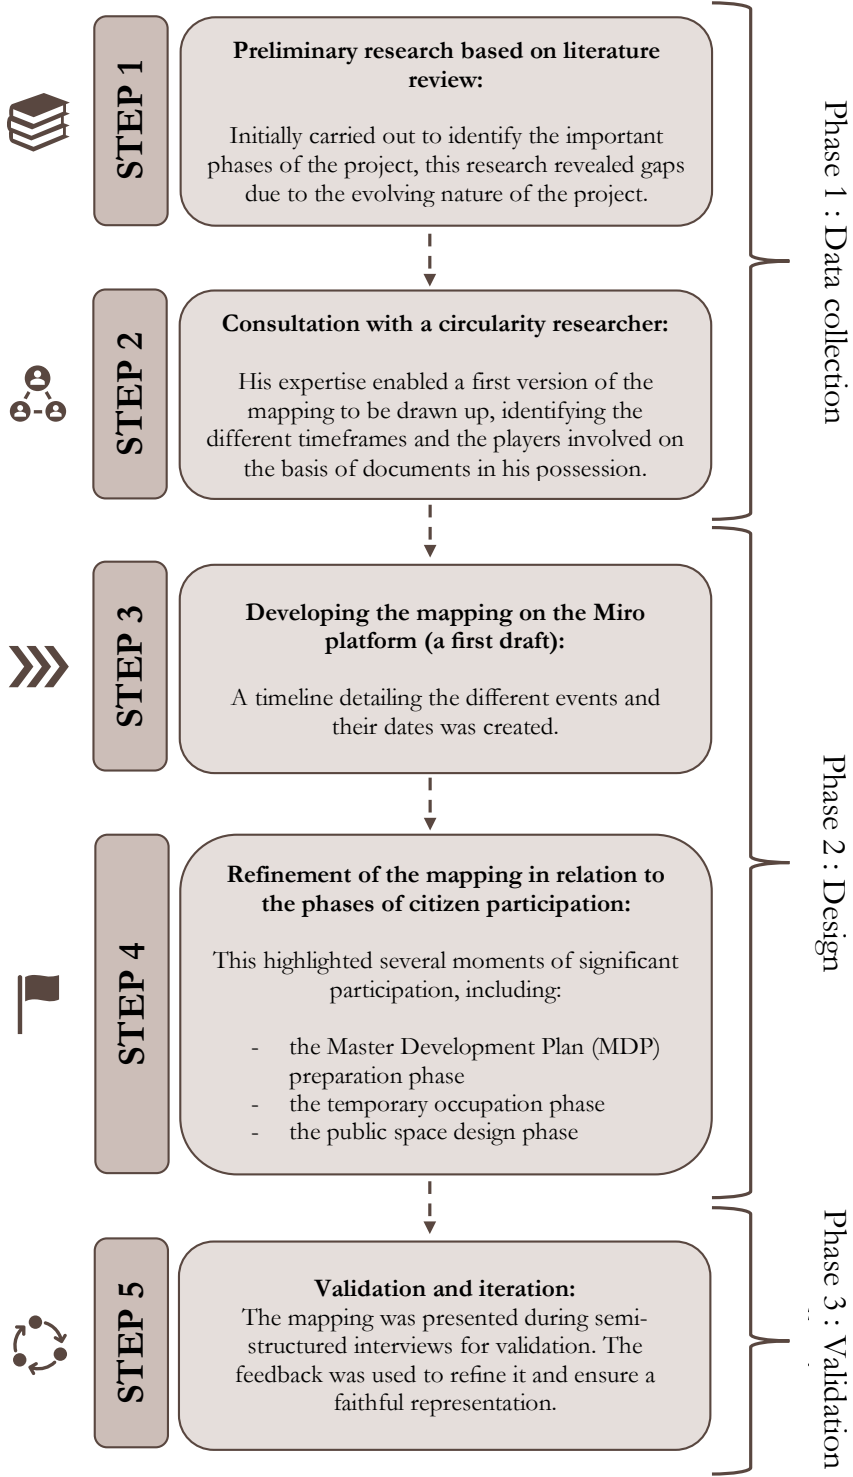 STEP 1
Preliminary research based on literature
review:
Initially carried out to identify the important
phases of the project, this research revealed gaps
due to the evolving nature of the project.
STEP 2
Consultation with a circularity researcher:
His expertise enabled a first version of the
mapping to be drawn up, identifying the
different timeframes and the players involved on
the basis of documents in his possession.
Phase 1 : Data collection
STEP 3
Developing the mapping on the Miro
platform (a first draft):
A timeline detailing the different events and
their dates was created.
STEP 4
Refinement of the mapping in relation to
the phases of citizen participation:
This highlighted several moments of significant
participation, including:
- the Master Development Plan (MDP)
preparation phase
- the temporary occupation phase
- the public space design phase
Phase 2 : Design
STEP 5
Validation and iteration:
The mapping was presented during semi-
structured interviews for validation. The
feedback was used to refine it and ensure a
faithful representation.
Phase 3 : Validation